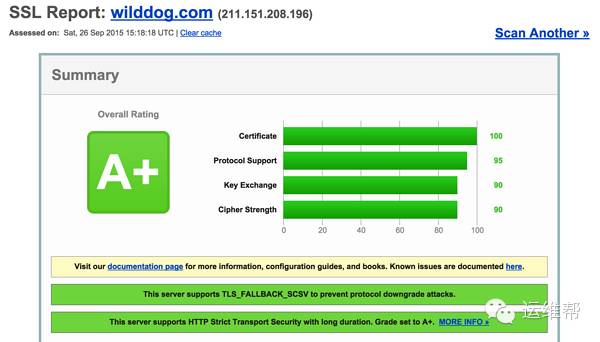 SSL Report: wilddog.com (211.151.208.196)
Assessed on: Sat, 26 Sep 2015 15:18:18 UTC | Clear cache
Scan Another »
Summary
Overall Rating
A+
Certificate 100
Protocol Support 95
Key Exchange 90
Cipher Strength 90
0 20 40 60 80 100
Visit our documentation page for more information, configuration guides, and books. Known issues are documented here.
This server supports TLS_FALLBACK_SCSV to prevent protocol downgrade attacks.
This server supports HTTP Strict Transport Security with long duration. Grade set to A+. MORE INFO »
运维帮